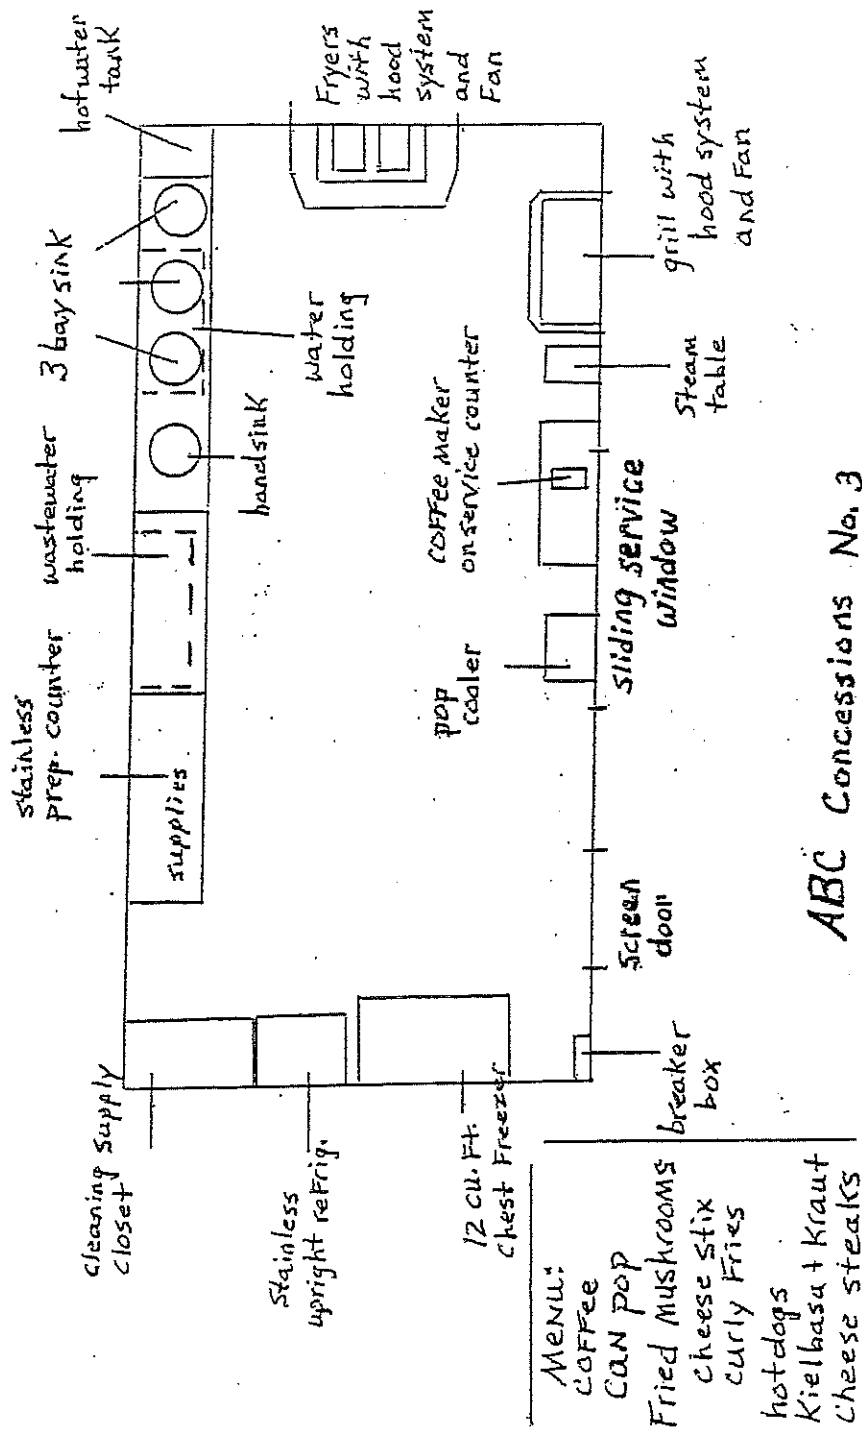 Cleaning supply
closet
stainless
prep. counter
wastewater
holding
3 bay sink
hotwater
tank
supplies
handsink
water
holding
Stainless
upright refrig.
Fryers
with
hood
system
and
Fan
12 cu. Ft.
chest Freezer
pop
cooler
COFFee Maker
on service counter
breaker
box
screen
door
sliding service
window
Steam
table
grill with
hood system
and Fan
MeNu:
COFFee
CAN POP
Fried Mushrooms
cheese stix
curly Fries
hotdogs
Kielbasa + Kraut
Cheese steaks
ABC Concessions No. 3